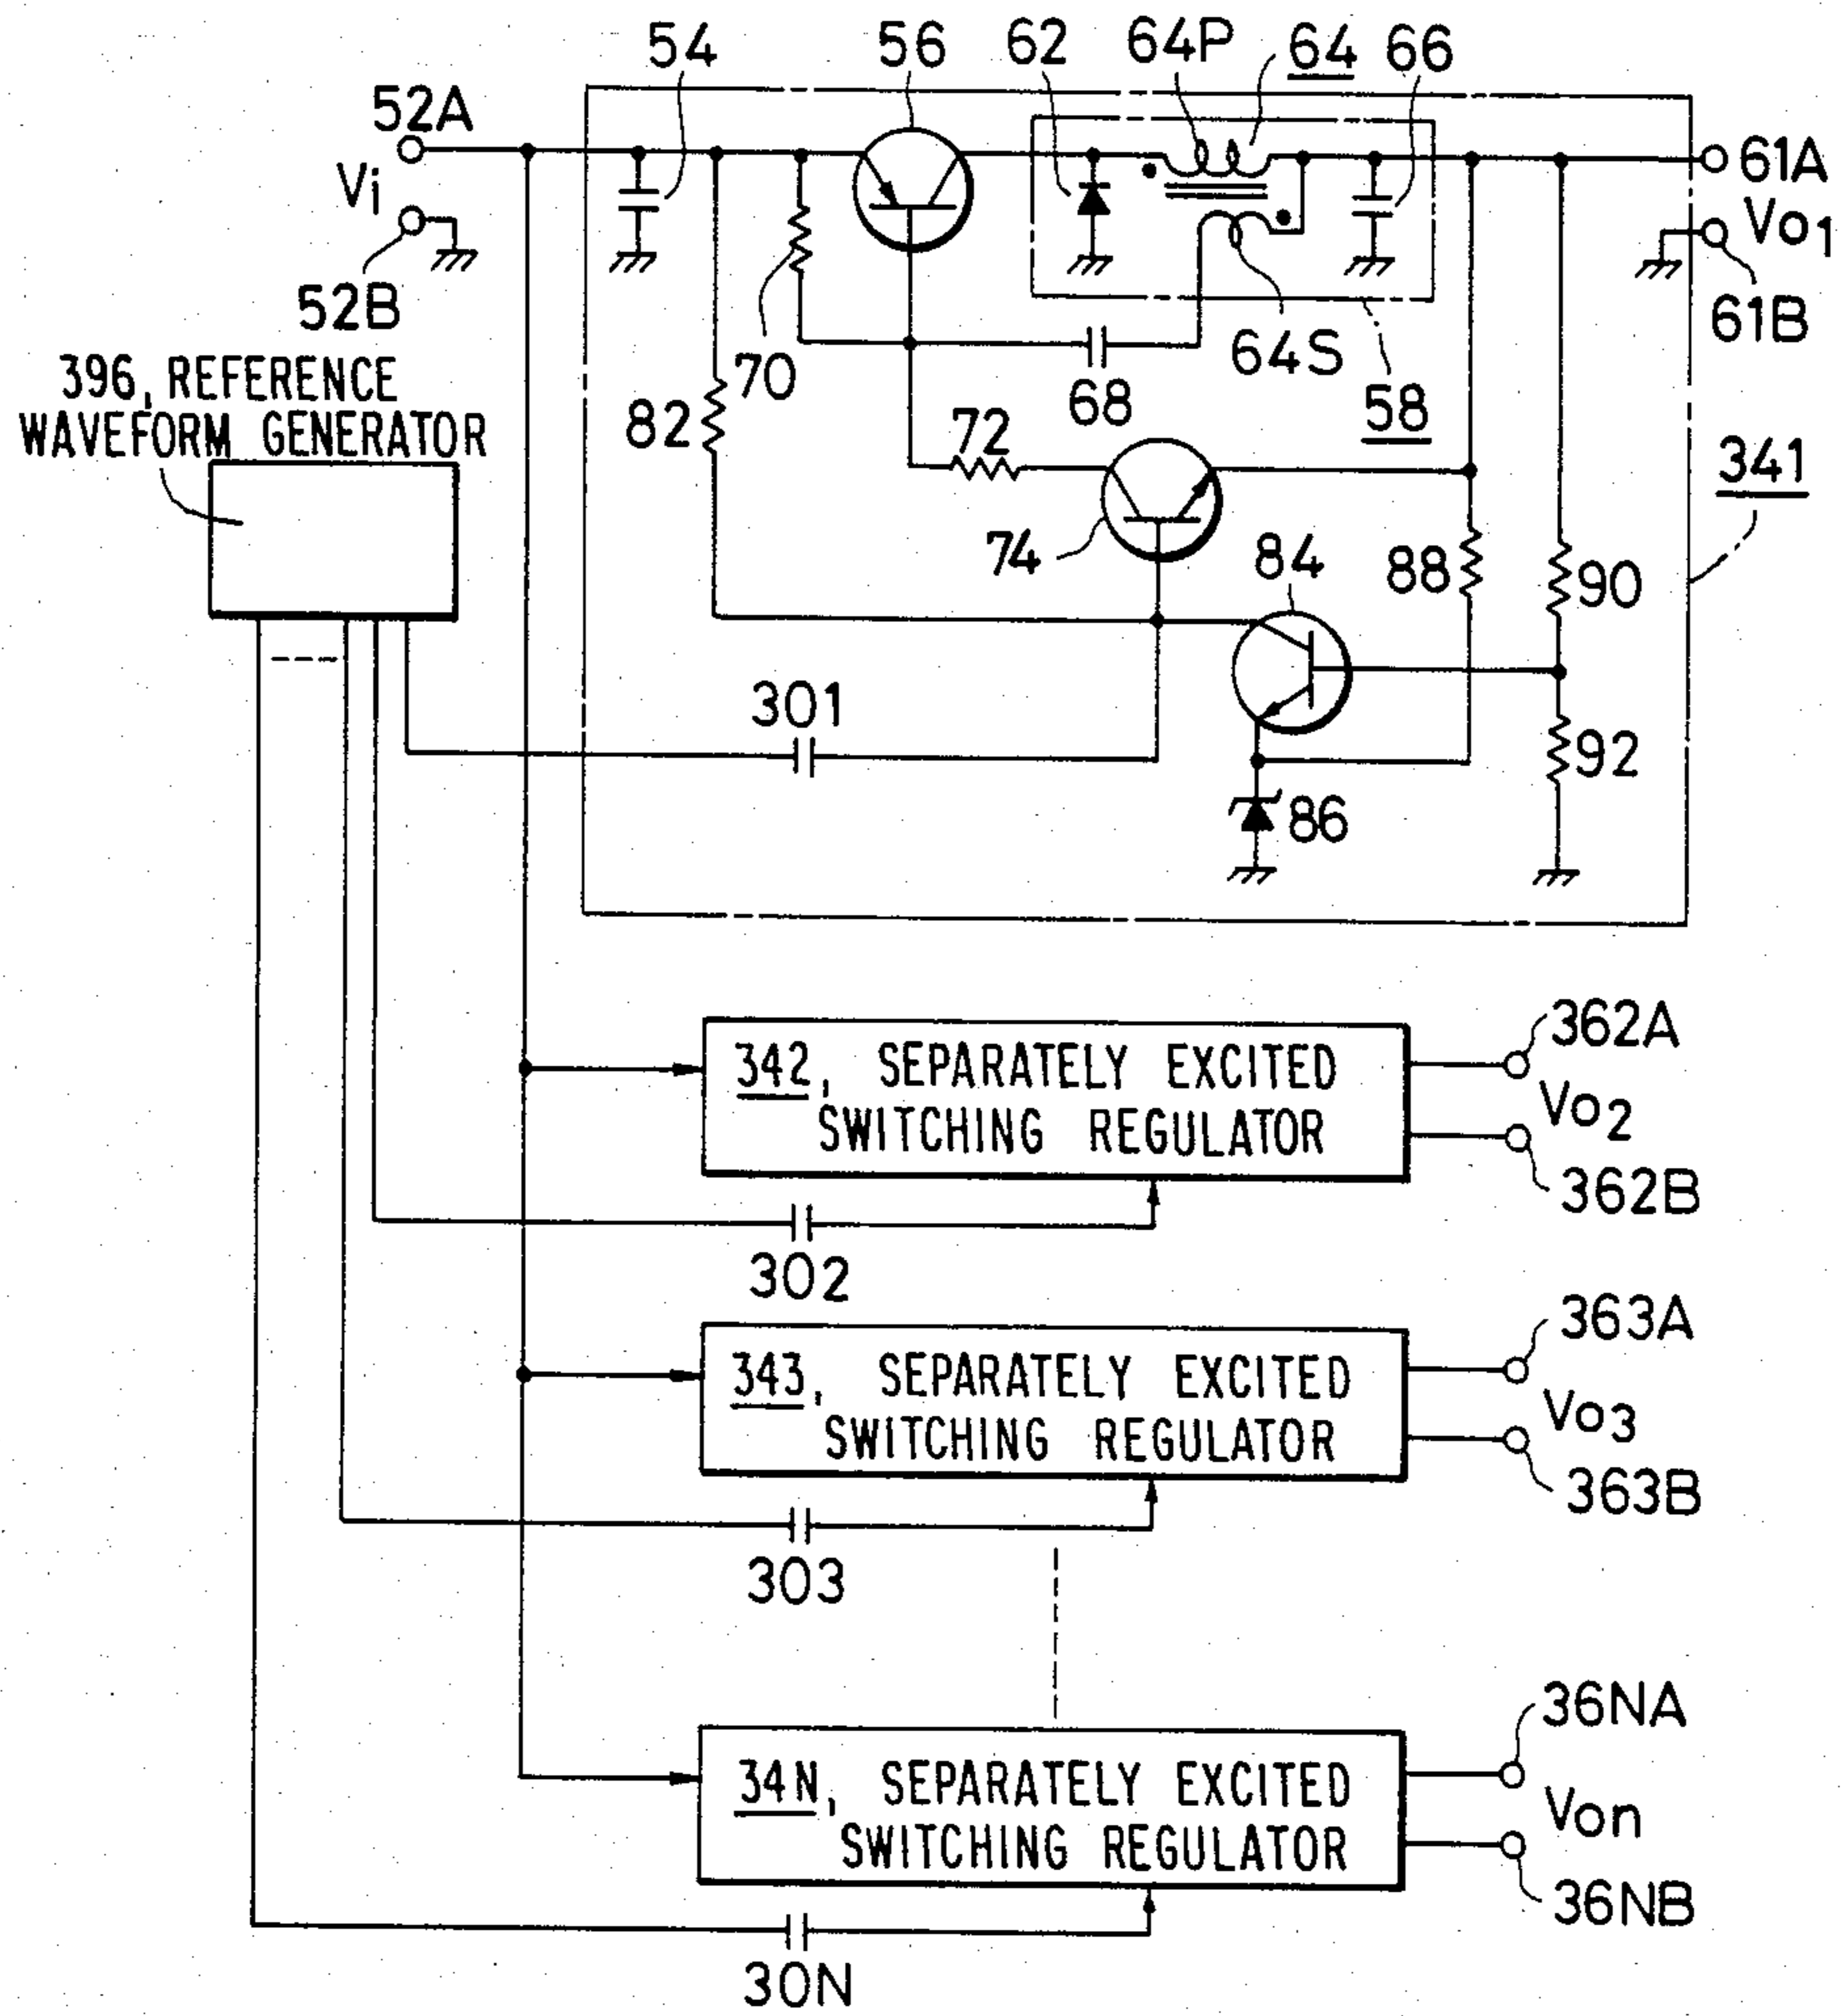 54
56
62
64P
64
66
52A
Vi
52B
61A
Vo1
61B
396, REFERENCE
WAVEFORM GENERATOR
70
82
68
64S
58
72
74
84
88
90
341
301
92
86
342, SEPARATELY EXCITED
SWITCHING REGULATOR
362A
Vo2
362B
302
343, SEPARATELY EXCITED
SWITCHING REGULATOR
363A
Vo3
363B
303
34N, SEPARATELY EXCITED
SWITCHING REGULATOR
36NA
Von
36NB
30N